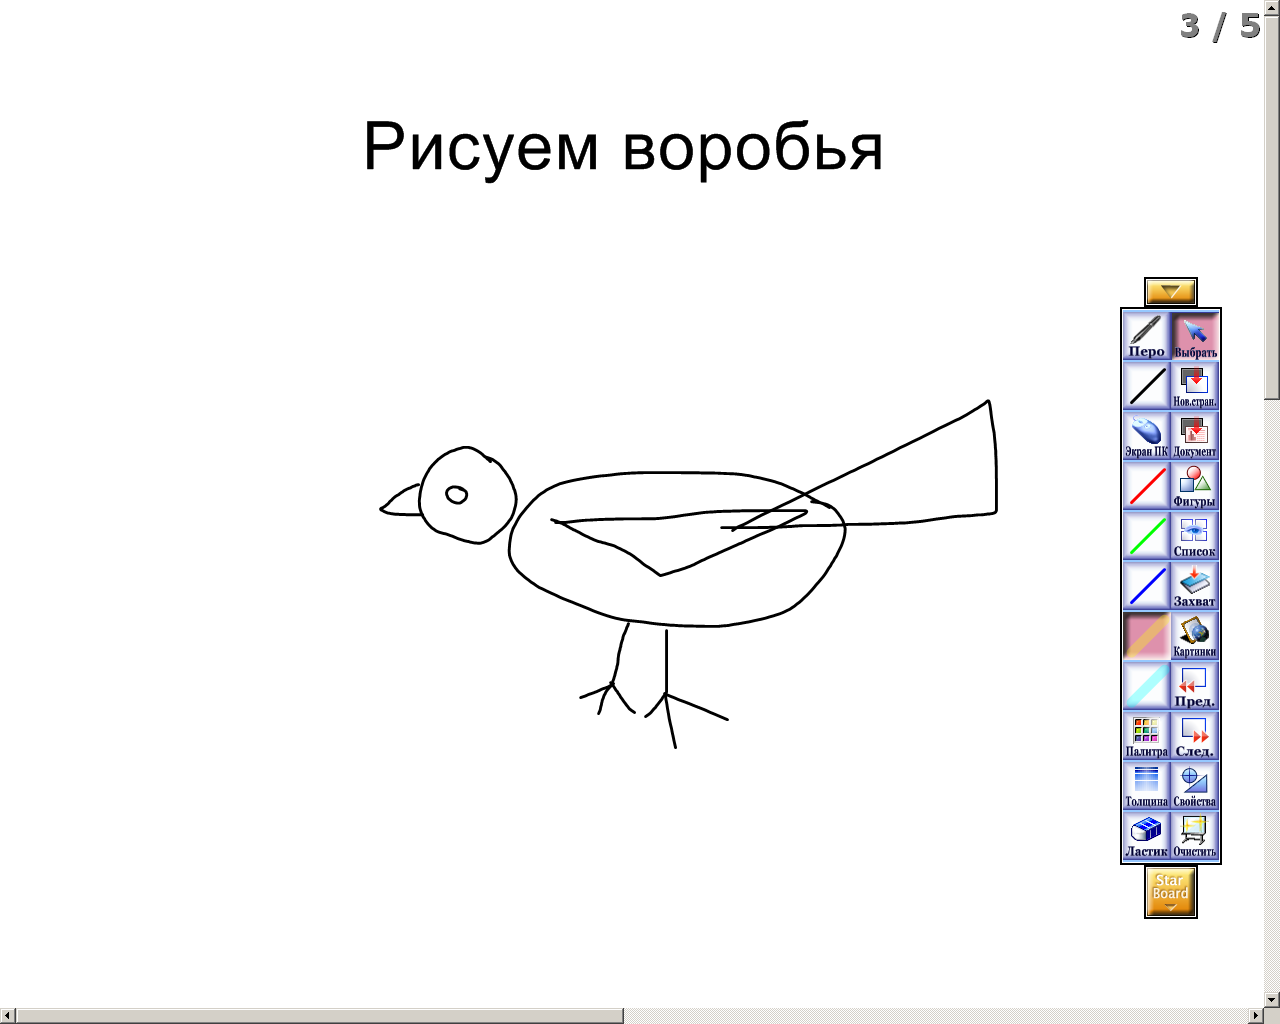 3 / 5
Рисуем воробья
Перо Выбрать
Нов.стран.
Экран ПК Документ
Фигуры
Список
Захват
Картинки
Пред.
Палитра След.
Толщина Свойства
Ластик Очистить
Star
Board